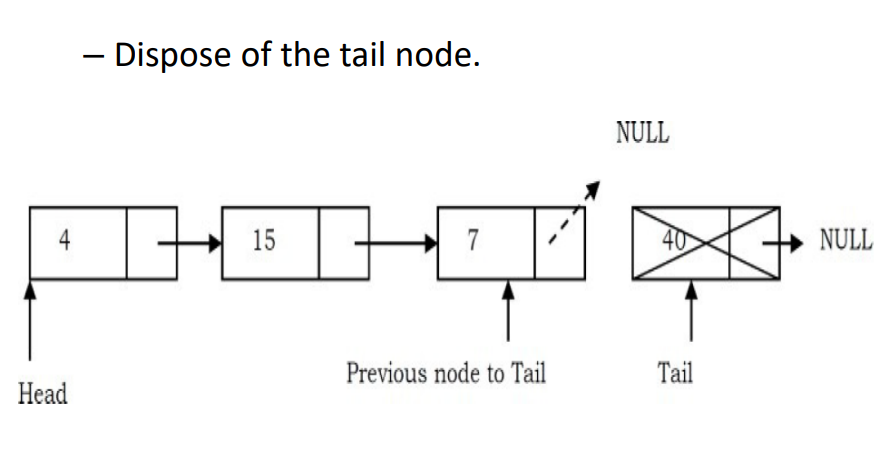 – Dispose of the tail node.
NULL
4
15
7
40
NULL
Previous node to Tail
Tail
Head